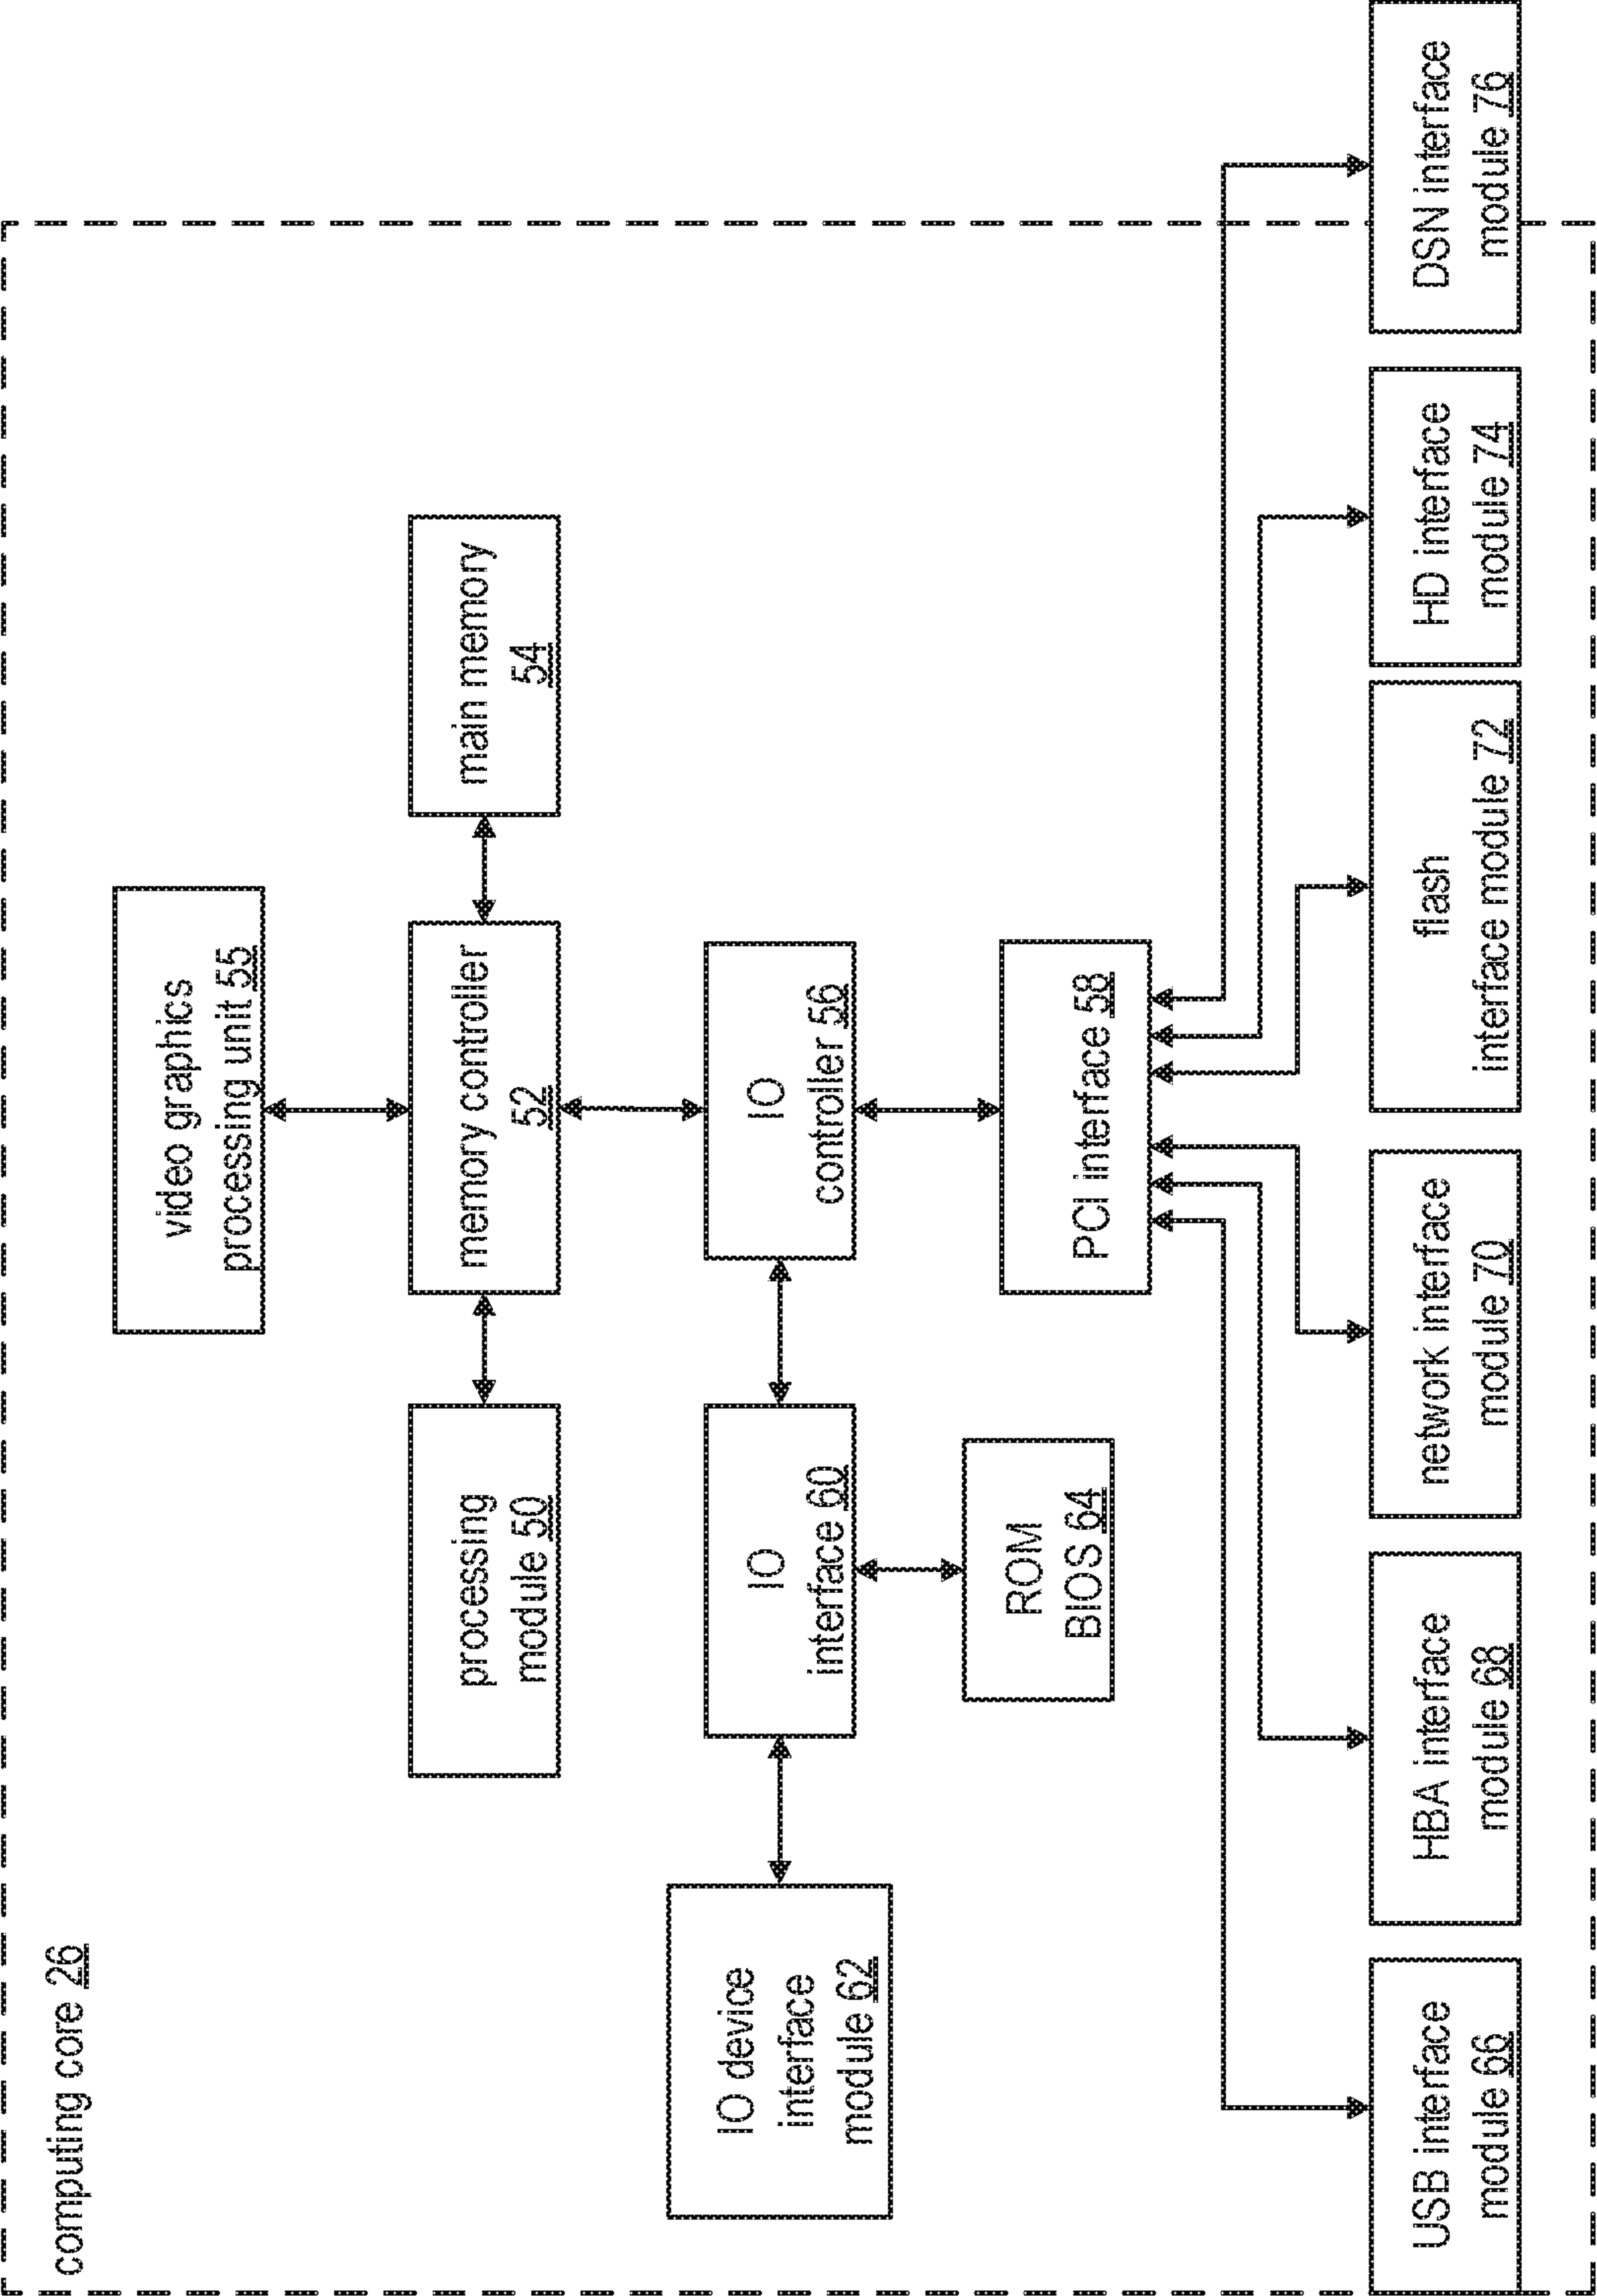 computing core 26
video graphics
processing unit 55
processing
module 50
memory controller
52
main memory
54
IO device
interface
module 62
IO
interface 60
IO
controller 56
ROM
BIOS 64
PCI interface 58
USB interface
module 66
HBA interface
module 68
network interface
module 70
flash
interface module 72
HD interface
module 74
DSN interface
module 76